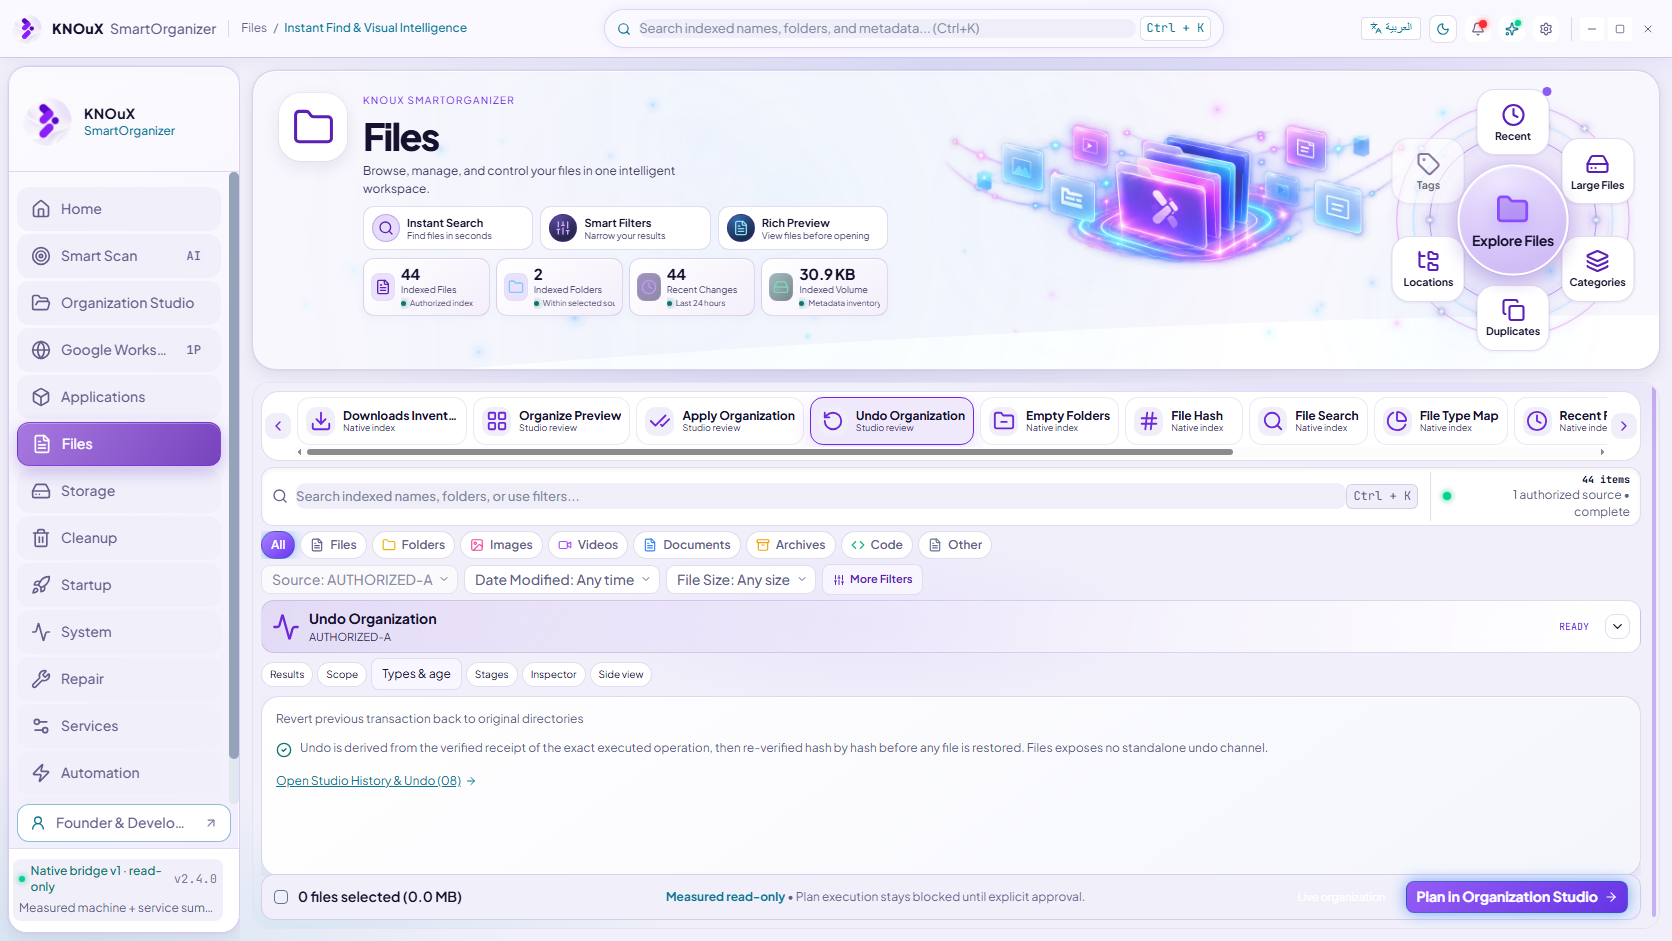 KNOuX SmartOrganizer
Files / Instant Find & Visual Intelligence
Search indexed names, folders, and metadata... (Ctrl+K)
Ctrl + K
العربية
KNOuX
SmartOrganizer
Home
Smart Scan AI
Organization Studio
Google Works... 1P
Applications
Files
Storage
Cleanup
Startup
System
Repair
Services
Automation
Founder & Develo...
Native bridge v1 · read-only
v2.4.0
Measured machine + service sum...
KNOUX SMARTORGANIZER
Files
Browse, manage, and control your files in one intelligent
workspace.
Instant Search
Find files in seconds
Smart Filters
Narrow your results
Rich Preview
View files before opening
44
Indexed Files
Authorized index
2
Indexed Folders
Within selected sou
44
Recent Changes
Last 24 hours
30.9 KB
Indexed Volume
Metadata inventory
Recent
Tags
Large Files
Explore Files
Locations
Categories
Duplicates
Downloads Invent...
Native index
Organize Preview
Studio review
Apply Organization
Studio review
Undo Organization
Studio review
Empty Folders
Native index
File Hash
Native index
File Search
Native index
File Type Map
Native index
Recent F
Native inde
Search indexed names, folders, or use filters...
Ctrl + K
44 items
1 authorized source •
complete
All
Files
Folders
Images
Videos
Documents
Archives
Code
Other
Source: AUTHORIZED-A
Date Modified: Any time
File Size: Any size
More Filters
Undo Organization
AUTHORIZED-A
READY
Results
Scope
Types & age
Stages
Inspector
Side view
Revert previous transaction back to original directories
Undo is derived from the verified receipt of the exact executed operation, then re-verified hash by hash before any file is restored. Files exposes no standalone undo channel.
Open Studio History & Undo (08) →
0 files selected (0.0 MB)
Measured read-only • Plan execution stays blocked until explicit approval.
Live organization
Plan in Organization Studio →